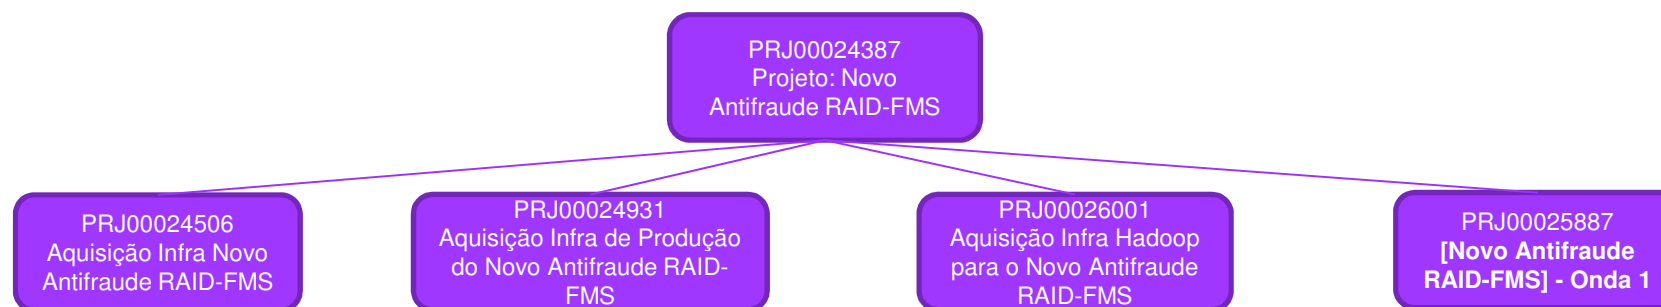 PRJ00024387
Projeto: Novo
Antifraude RAID-FMS
PRJ00024506
Aquisição Infra Novo
Antifraude RAID-FMS
PRJ00024931
Aquisição Infra de Produção
do Novo Antifraude RAID-
FMS
PRJ00026001
Aquisição Infra Hadoop
para o Novo Antifraude
RAID-FMS
PRJ00025887
[Novo Antifraude
RAID-FMS] - Onda 1